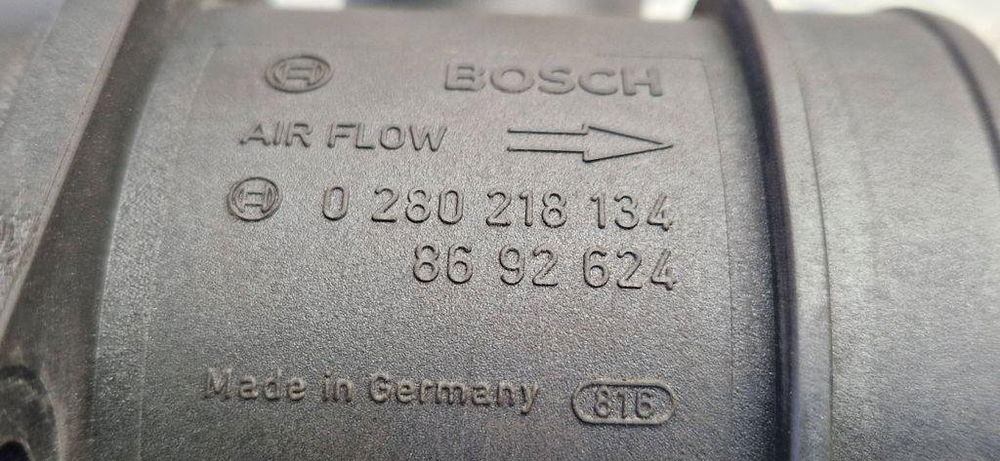 BOSCH
AIR FLOW
0 280 218 134
86 92 624
Made in Germany 816